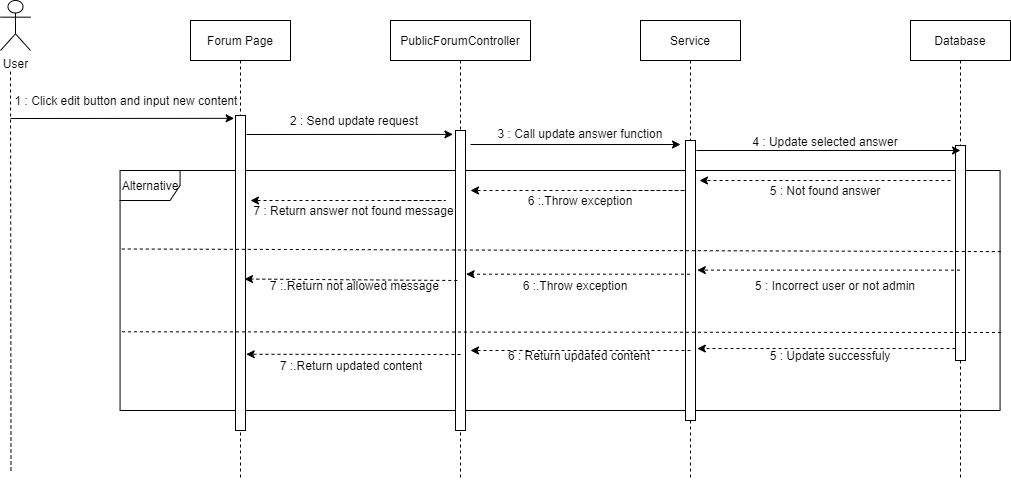 User
Forum Page
PublicForumController
Service
Database
1 : Click edit button and input new content
2 : Send update request
3 : Call update answer function
4 : Update selected answer
Alternative
5 : Not found answer
6 :.Throw exception
7 : Return answer not found message
5 : Incorrect user or not admin
6 :.Throw exception
7 :.Return not allowed message
5 : Update successfuly
6 : Return updated content
7 :.Return updated content